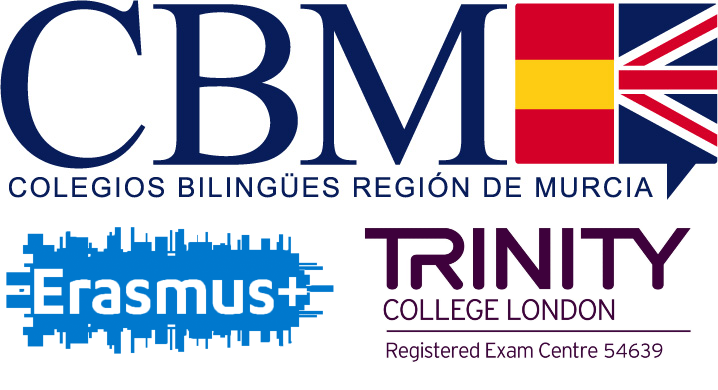 CBM
COLEGIOS BILINGÜES REGIÓN DE MURCIA
Erasmus+
TRINITY
COLLEGE LONDON
Registered Exam Centre 54639